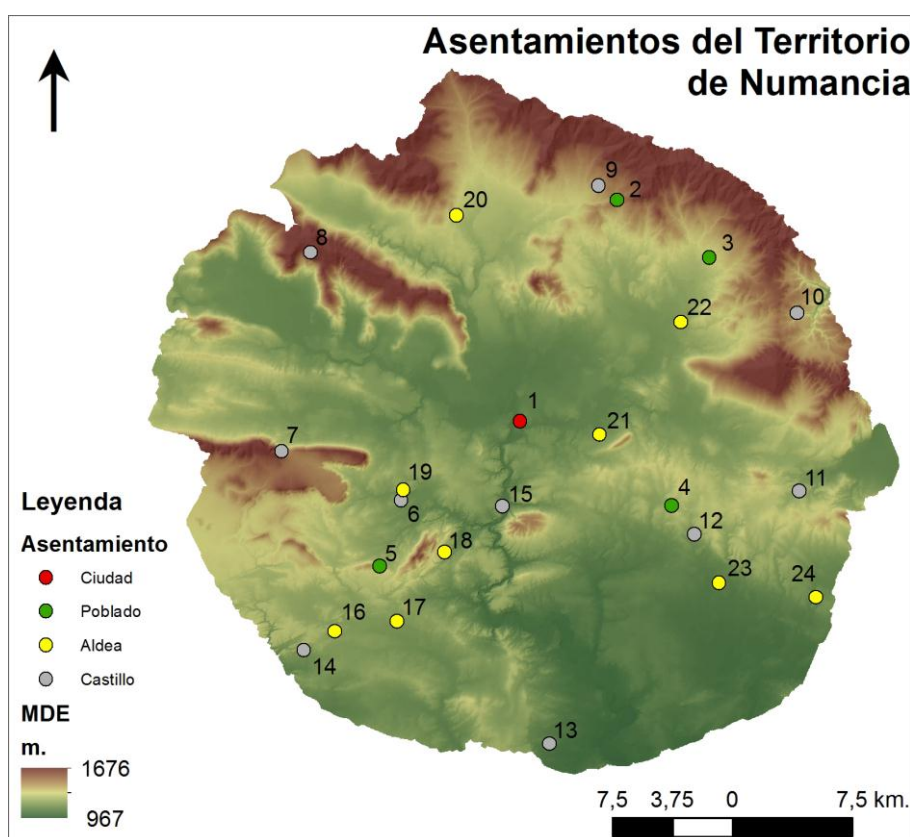 Asentamientos del Territorio
de Numancia
9
2
20
3
8
10
22
1
21
7
19
6
15
4
11
12
18
5
23
24
16
17
14
13
Leyenda
Asentamiento
Ciudad
Poblado
Aldea
Castillo
MDE
m.
1676
967
7,5 3,75 0 7,5 km.